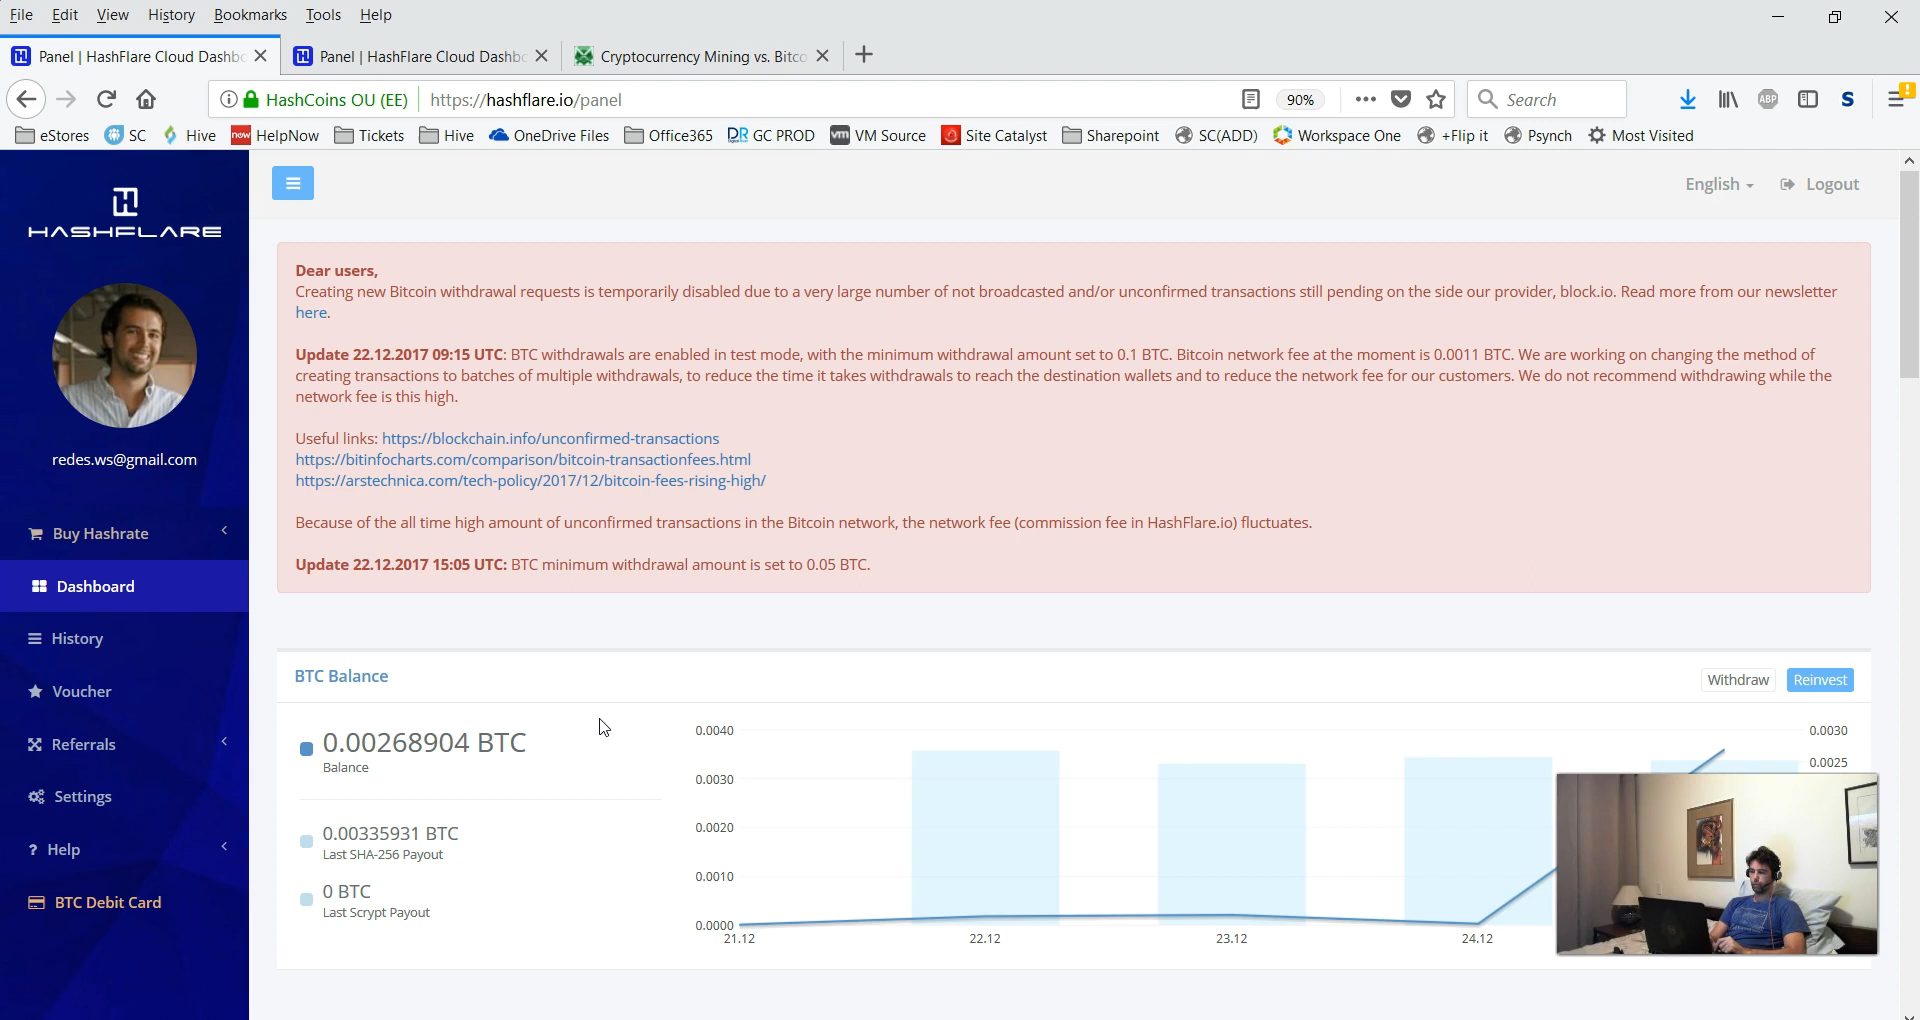 File Edit View History Bookmarks Tools Help
Panel | HashFlare Cloud Dashb Panel | HashFlare Cloud Dashb Cryptocurrency Mining vs. Bitco
HashCoins OU (EE) https://hashflare.io/panel 90% Search ABP S
eStores SC Hive now HelpNow Tickets Hive OneDrive Files Office365 DR GC PROD vm VM Source Site Catalyst Sharepoint SC(ADD) Workspace One +Flip it Psynch Most Visited
English Logout
HASHFLARE
redes.ws@gmail.com
Buy Hashrate
Dashboard
History
Voucher
Referrals
Settings
? Help
BTC Debit Card
Dear users,
Creating new Bitcoin withdrawal requests is temporarily disabled due to a very large number of not broadcasted and/or unconfirmed transactions still pending on the side our provider, block.io. Read more from our newsletter
here.
Update 22.12.2017 09:15 UTC: BTC withdrawals are enabled in test mode, with the minimum withdrawal amount set to 0.1 BTC. Bitcoin network fee at the moment is 0.0011 BTC. We are working on changing the method of
creating transactions to batches of multiple withdrawals, to reduce the time it takes withdrawals to reach the destination wallets and to reduce the network fee for our customers. We do not recommend withdrawing while the
network fee is this high.
Useful links: https://blockchain.info/unconfirmed-transactions
https://bitinfocharts.com/comparison/bitcoin-transactionfees.html
https://arstechnica.com/tech-policy/2017/12/bitcoin-fees-rising-high/
Because of the all time high amount of unconfirmed transactions in the Bitcoin network, the network fee (commission fee in HashFlare.io) fluctuates.
Update 22.12.2017 15:05 UTC: BTC minimum withdrawal amount is set to 0.05 BTC.
BTC Balance Withdraw Reinvest
0.00268904 BTC
Balance
0.00335931 BTC
Last SHA-256 Payout
0 BTC
Last Scrypt Payout
0.0040 0.0030
0.0030 0.0025
0.0020
0.0010
0.0000
21.12 22.12 23.12 24.12